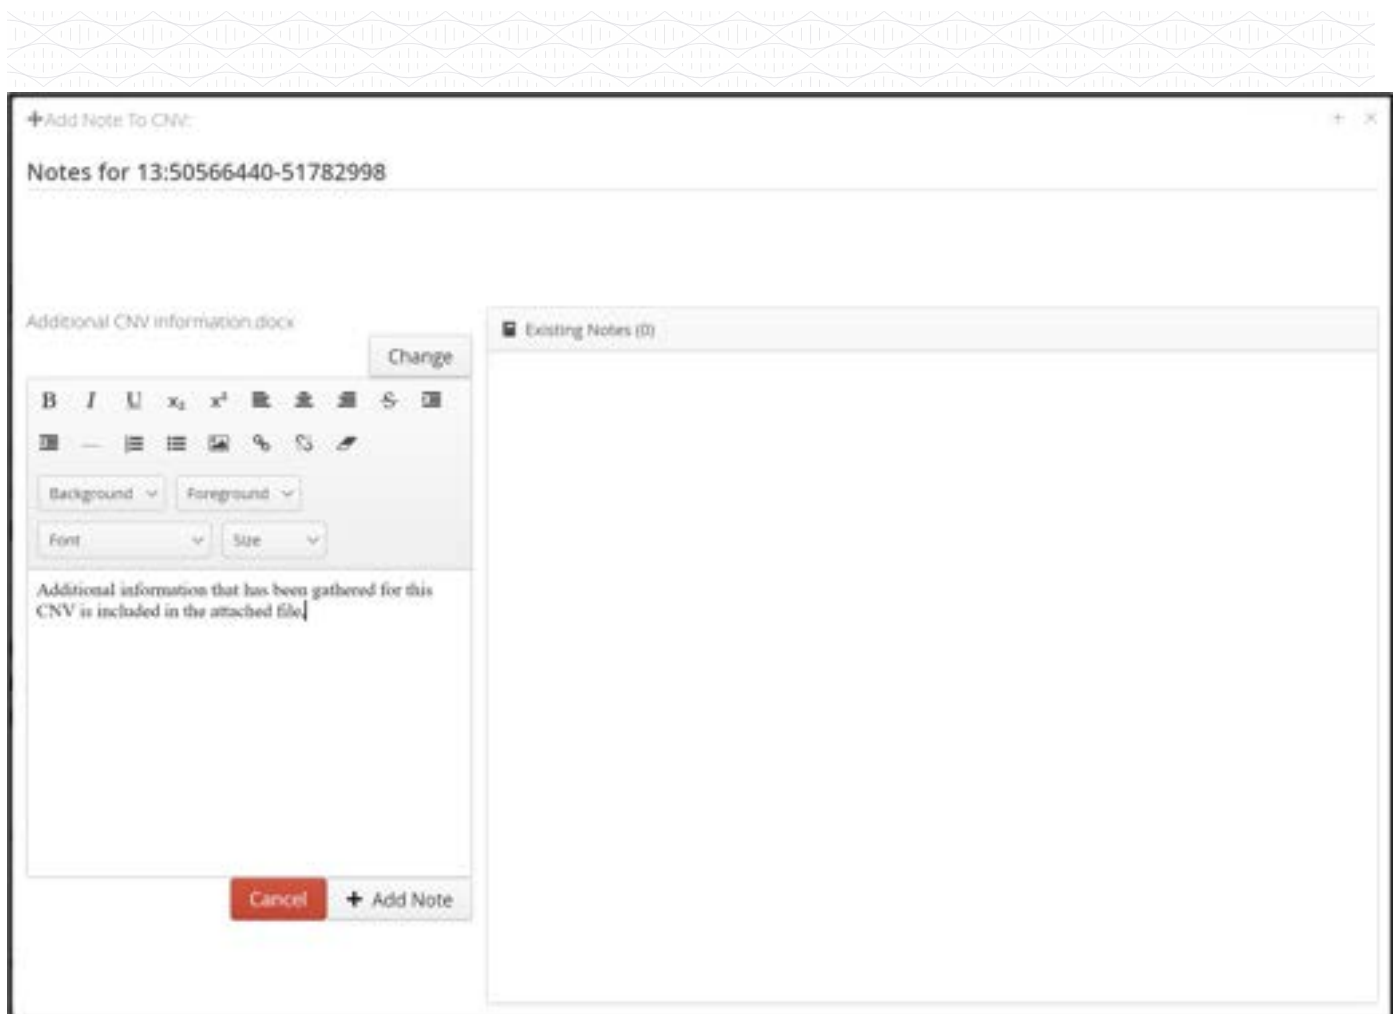 Add Note To CNV:
Notes for 13:50566440-51782998
Additional CNV information.docx
Change
Existing Notes (0)
B I U x₂ x² S
Background Foreground
Font Size
Additional information that has been gathered for this
CNV is included in the attached file.
Cancel + Add Note